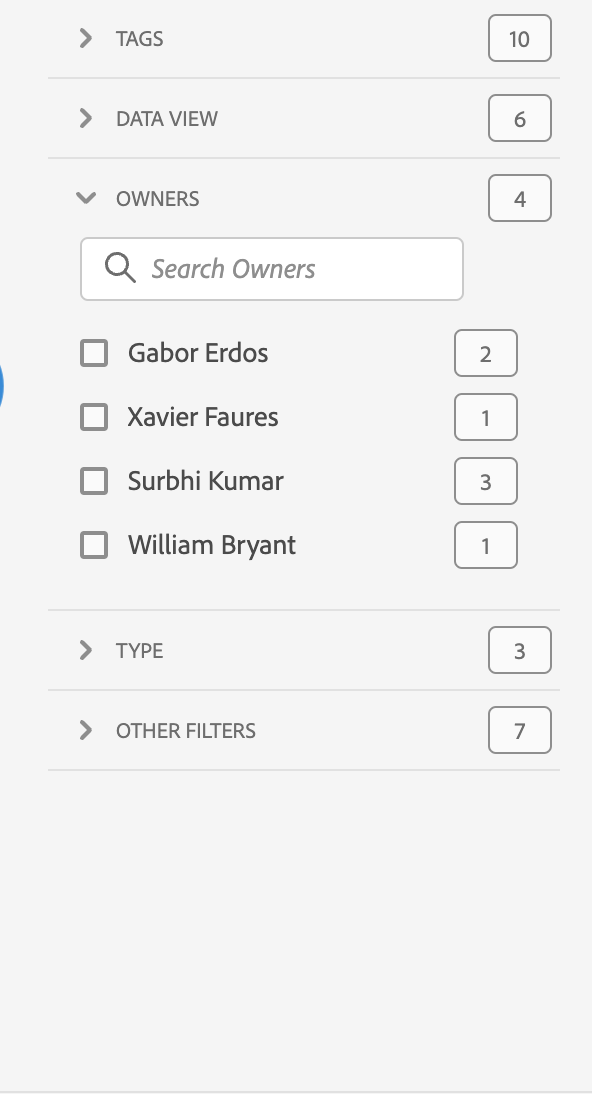 TAGS 10
DATA VIEW 6
OWNERS 4
Search Owners
Gabor Erdos 2
Xavier Faures 1
Surbhi Kumar 3
William Bryant 1
TYPE 3
OTHER FILTERS 7